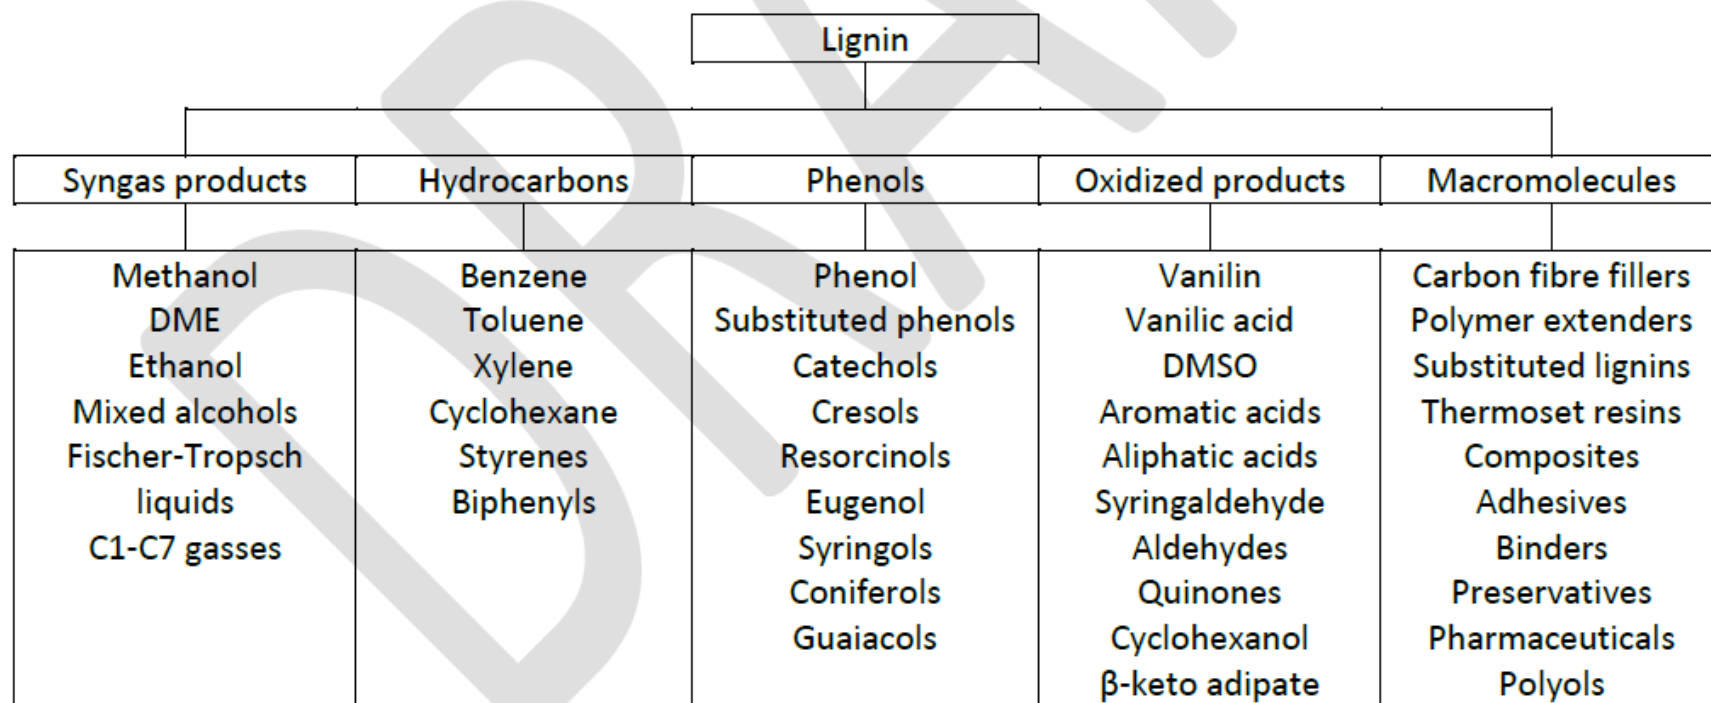 Lignin
Syngas products
Hydrocarbons
Phenols
Oxidized products
Macromolecules
Methanol
DME
Ethanol
Mixed alcohols
Fischer-Tropsch
liquids
C1-C7 gasses
Benzene
Toluene
Xylene
Cyclohexane
Styrenes
Biphenyls
Phenol
Substituted phenols
Catechols
Cresols
Resorcinols
Eugenol
Syringols
Coniferols
Guaiacols
Vanilin
Vanilic acid
DMSO
Aromatic acids
Aliphatic acids
Syringaldehyde
Aldehydes
Quinones
Cyclohexanol
β-keto adipate
Carbon fibre fillers
Polymer extenders
Substituted lignins
Thermoset resins
Composites
Adhesives
Binders
Preservatives
Pharmaceuticals
Polyols